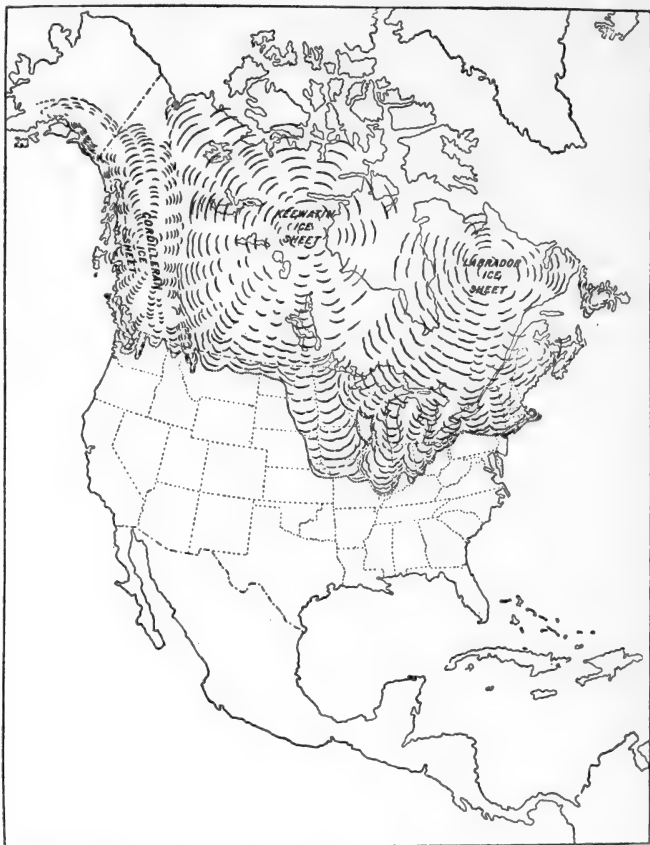 CORDILLERAN
ICE
SHEET
KEEWATIN
ICE
SHEET
LABRADOR
ICE
SHEET